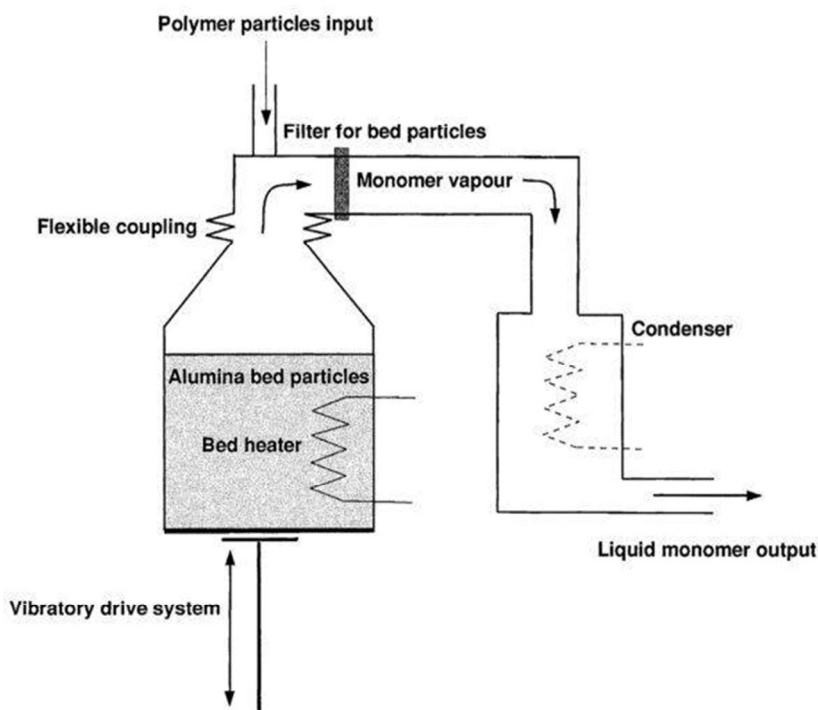 Polymer particles input
Filter for bed particles
Monomer vapour
Flexible coupling
Condenser
Alumina bed particles
Bed heater
Liquid monomer output
Vibratory drive system